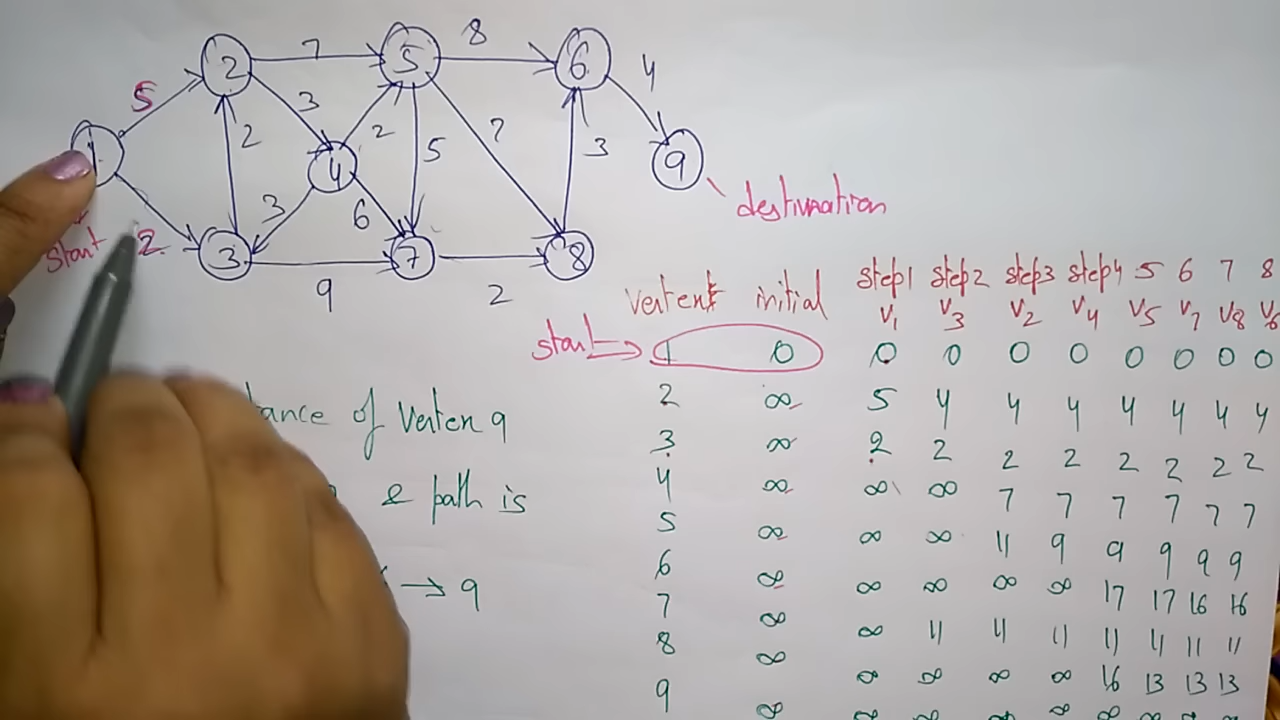 7
8
2
5
6
4
5
3
7
1
2
2
4
5
3
9
3
6
destination
start
2
3
7
8
9
2
vertex initial step1 step2 step3 step4 5 6 7 8
V1 V3 V2 V4 V5 V7 V8 V6
start → 1 0 0 0 0 0 0 0 0 0
2 ∞ 5 4 4 4 4 4 4 4
3 ∞ 2 2 2 2 2 2 2 2
4 ∞ ∞ ∞ 7 7 7 7 7 7
5 ∞ ∞ ∞ 11 9 9 9 9 9
6 ∞ ∞ ∞ ∞ ∞ 17 17 16 16
7 ∞ ∞ 11 11 11 11 11 11 11
8 ∞ ∞ ∞ ∞ ∞ 16 13 13 13
9 ∞
tance of Verten 9
& path is
→ 9